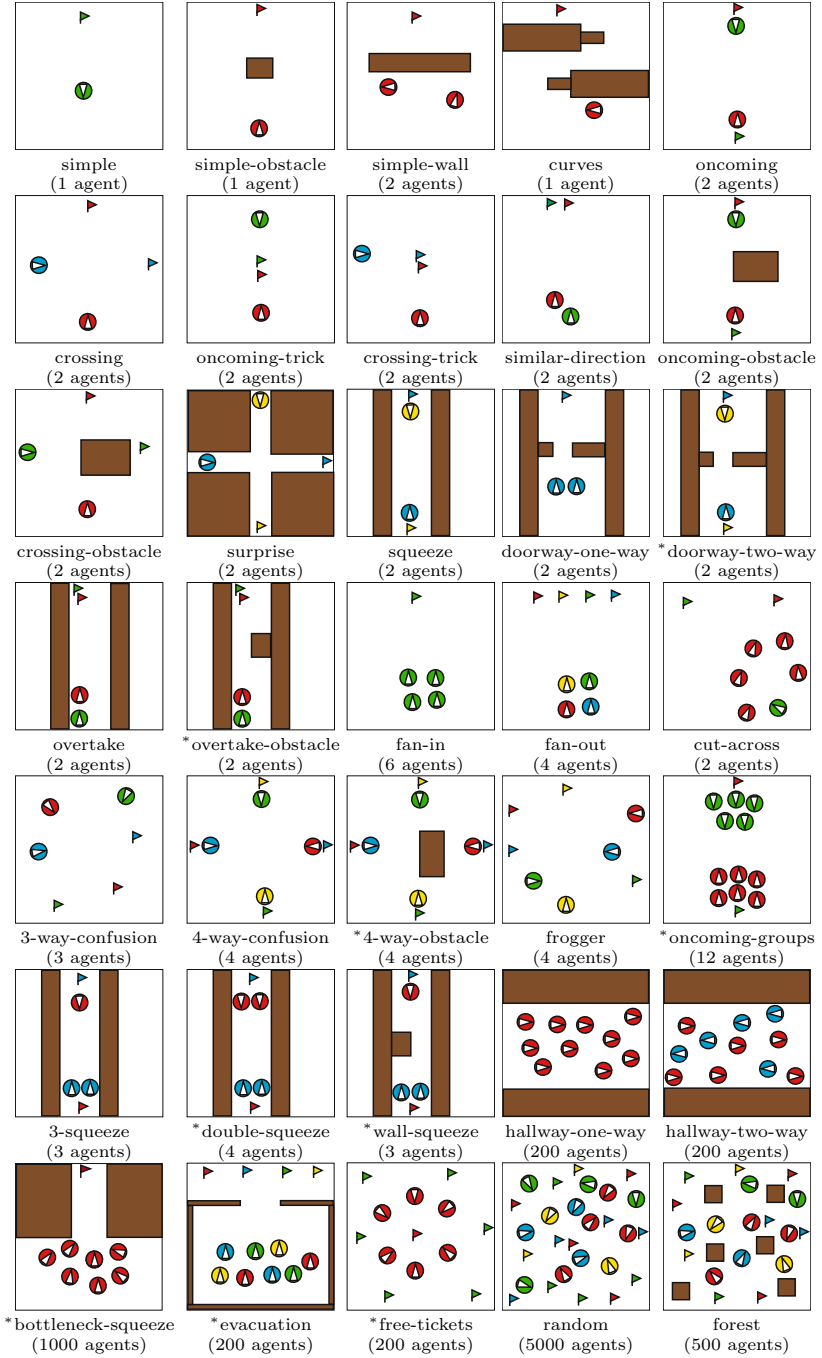 simple
(1 agent)
simple-obstacle
(1 agent)
simple-wall
(2 agents)
curves
(1 agent)
oncoming
(2 agents)
crossing
(2 agents)
oncoming-trick
(2 agents)
crossing-trick
(2 agents)
similar-direction
(2 agents)
oncoming-obstacle
(2 agents)
crossing-obstacle
(2 agents)
surprise
(2 agents)
squeeze
(2 agents)
doorway-one-way
(2 agents)
*doorway-two-way
(2 agents)
overtake
(2 agents)
*overtake-obstacle
(2 agents)
fan-in
(6 agents)
fan-out
(4 agents)
cut-across
(2 agents)
3-way-confusion
(3 agents)
4-way-confusion
(4 agents)
*4-way-obstacle
(4 agents)
frogger
(4 agents)
*oncoming-groups
(12 agents)
3-squeeze
(3 agents)
*double-squeeze
(4 agents)
*wall-squeeze
(3 agents)
hallway-one-way
(200 agents)
hallway-two-way
(200 agents)
*bottleneck-squeeze
(1000 agents)
*evacuation
(200 agents)
*free-tickets
(200 agents)
random
(5000 agents)
forest
(500 agents)